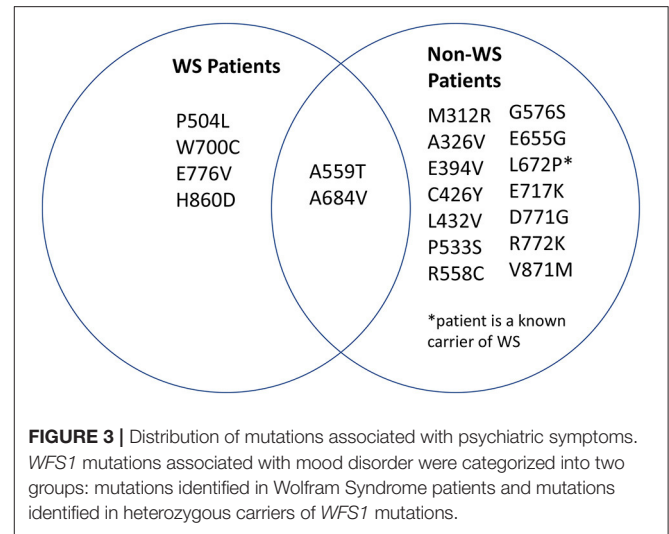 WS Patients
P504L
W700C
E776V
H860D
A559T
A684V
Non-WS
Patients
M312R
A326V
E394V
C426Y
L432V
P533S
R558C
G576S
E655G
L672P*
E717K
D771G
R772K
V871M
*patient is a known
carrier of WS
FIGURE 3 | Distribution of mutations associated with psychiatric symptoms.
WFS1 mutations associated with mood disorder were categorized into two
groups: mutations identified in Wolfram Syndrome patients and mutations
identified in heterozygous carriers of WFS1 mutations.